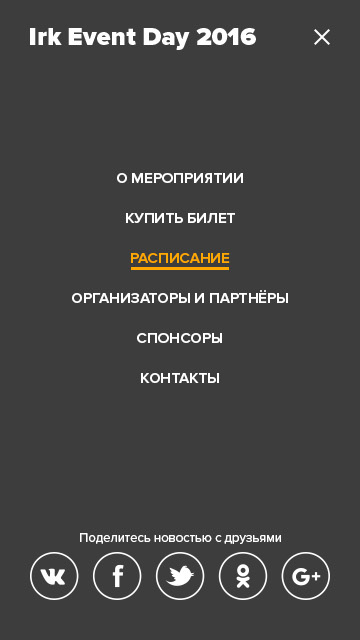 Irk Event Day 2016
О МЕРОПРИЯТИИ
КУПИТЬ БИЛЕТ
РАСПИСАНИЕ
ОРГАНИЗАТОРЫ И ПАРТНЁРЫ
СПОНСОРЫ
КОНТАКТЫ
Поделитесь новостью с друзьями